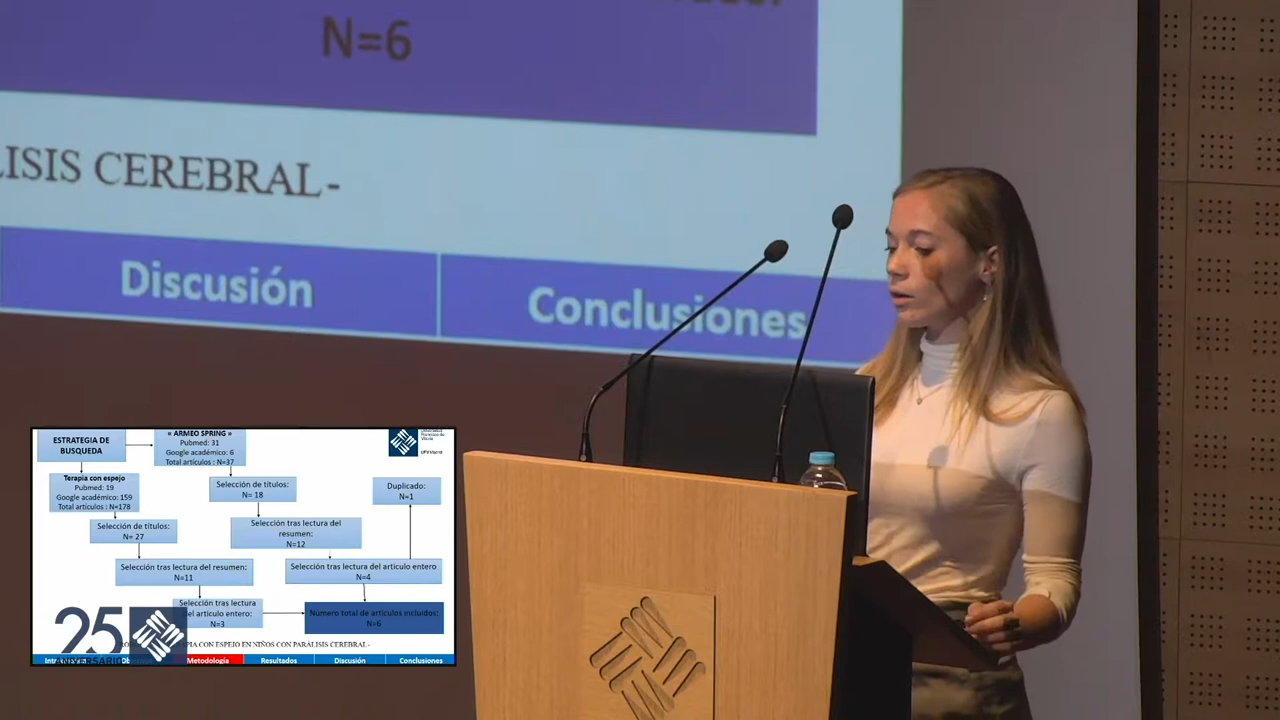 N=6
LISIS CEREBRAL-
Discusión
Conclusiones
ESTRATEGIA DE
BUSQUEDA
« ARMEO SPRING »
Pubmed: 31
Google académico: 6
Total artículos : N=37
Terapia con espejo
Pubmed: 19
Google académico: 159
Total artículos : N=178
Selección de títulos:
N= 18
Duplicado:
N=1
Selección de títulos:
N= 27
Selección tras lectura del
resumen:
N=12
Selección tras lectura del resumen:
N=11
Selección tras lectura del artículo entero
N=4
Selección tras lectura
del artículo entero:
N=3
Número total de artículos incluidos:
N=6
PIA CON ESPEJO EN NIÑOS CON PARÁLISIS CEREBRAL-
Metodología
Resultados
Discusión
Conclusiones
25
ANIVERSARIO